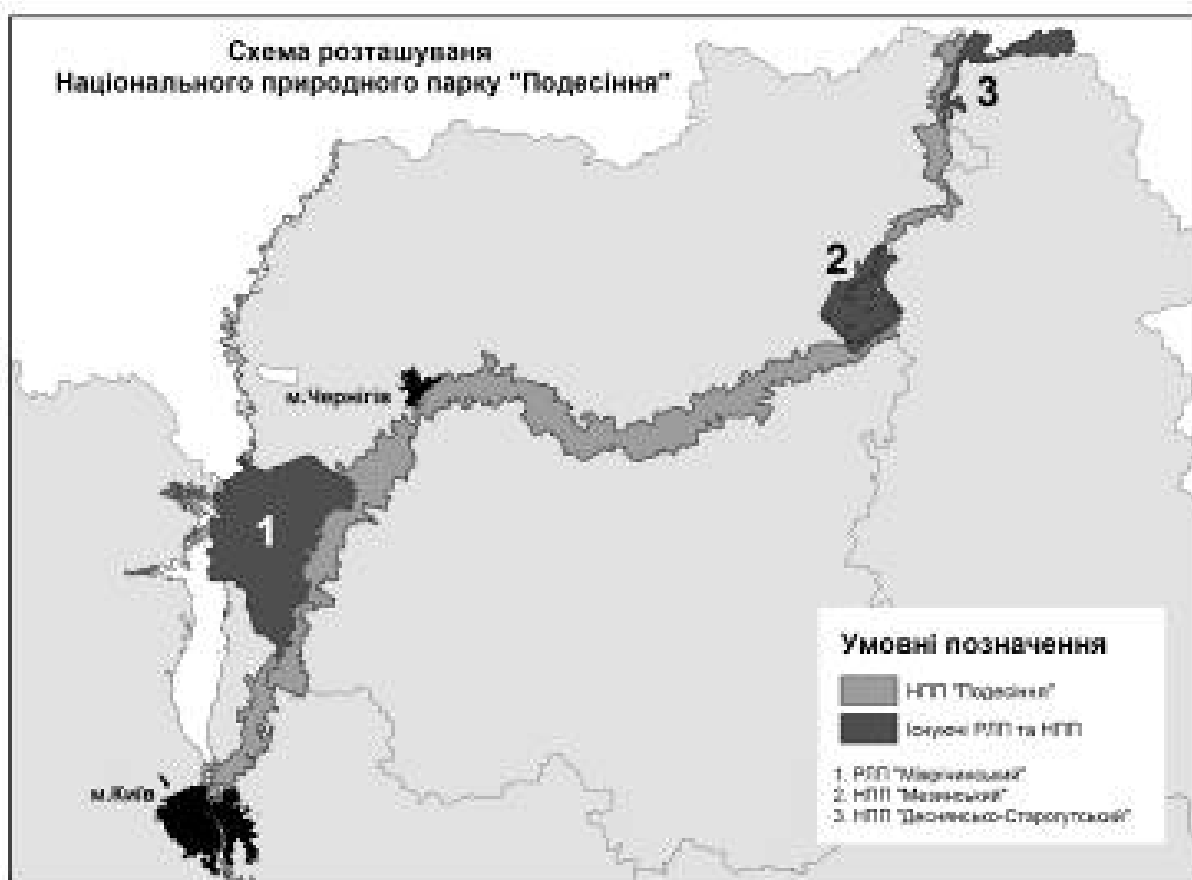 Схема розташуваня
Національного природного парку "Подесіння"
3
2
м.Чернігів
1
м.Київ
Умовні позначення
НПП "Подесіння"
Існуючі РЛП та НПП
1. РЛП "Міжрічинський"
2. НПП "Мезинський"
3. НПП "Деснянсько-Старогутський"